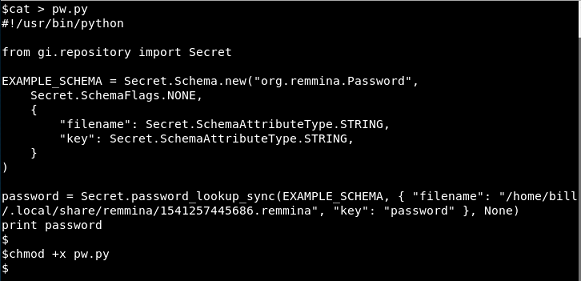 $cat > pw.py
#!/usr/bin/python
from gi.repository import Secret
EXAMPLE_SCHEMA = Secret.Schema.new("org.remmina.Password",
    Secret.SchemaFlags.NONE,
    {
        "filename": Secret.SchemaAttributeType.STRING,
        "key": Secret.SchemaAttributeType.STRING,
    }
)
password = Secret.password_lookup_sync(EXAMPLE_SCHEMA, { "filename": "/home/bill
/.local/share/remmina/1541257445686.remmina", "key": "password" }, None)
print password
$
$chmod +x pw.py
$